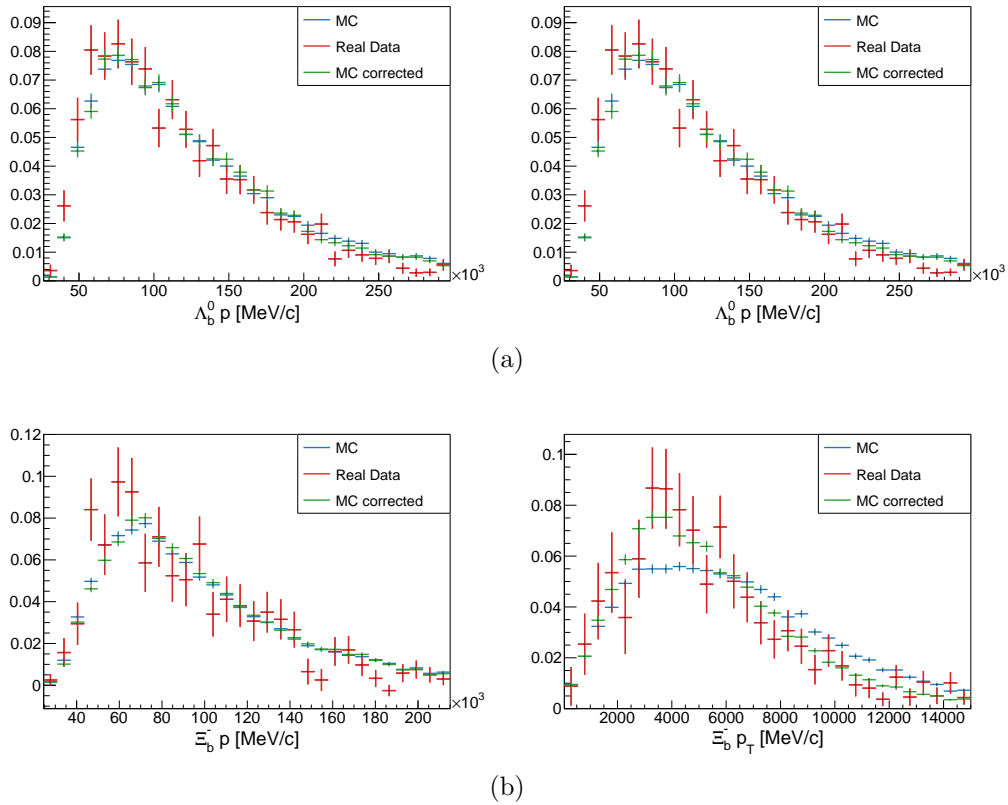 0.09
0.08
0.07
0.06
0.05
0.04
0.03
0.02
0.01
0
50 100 150 200 250
×10³
Λ⁰_b p [MeV/c]
MC
Real Data
MC corrected
0.09
0.08
0.07
0.06
0.05
0.04
0.03
0.02
0.01
0
50 100 150 200 250
×10³
Λ⁰_b p [MeV/c]
MC
Real Data
MC corrected
(a)
0.12
0.1
0.08
0.06
0.04
0.02
0
40 60 80 100 120 140 160 180 200
×10³
Ξ⁻_b p [MeV/c]
MC
Real Data
MC corrected
0.1
0.08
0.06
0.04
0.02
0
2000 4000 6000 8000 10000 12000 14000
Ξ⁻_b p_T [MeV/c]
MC
Real Data
MC corrected
(b)